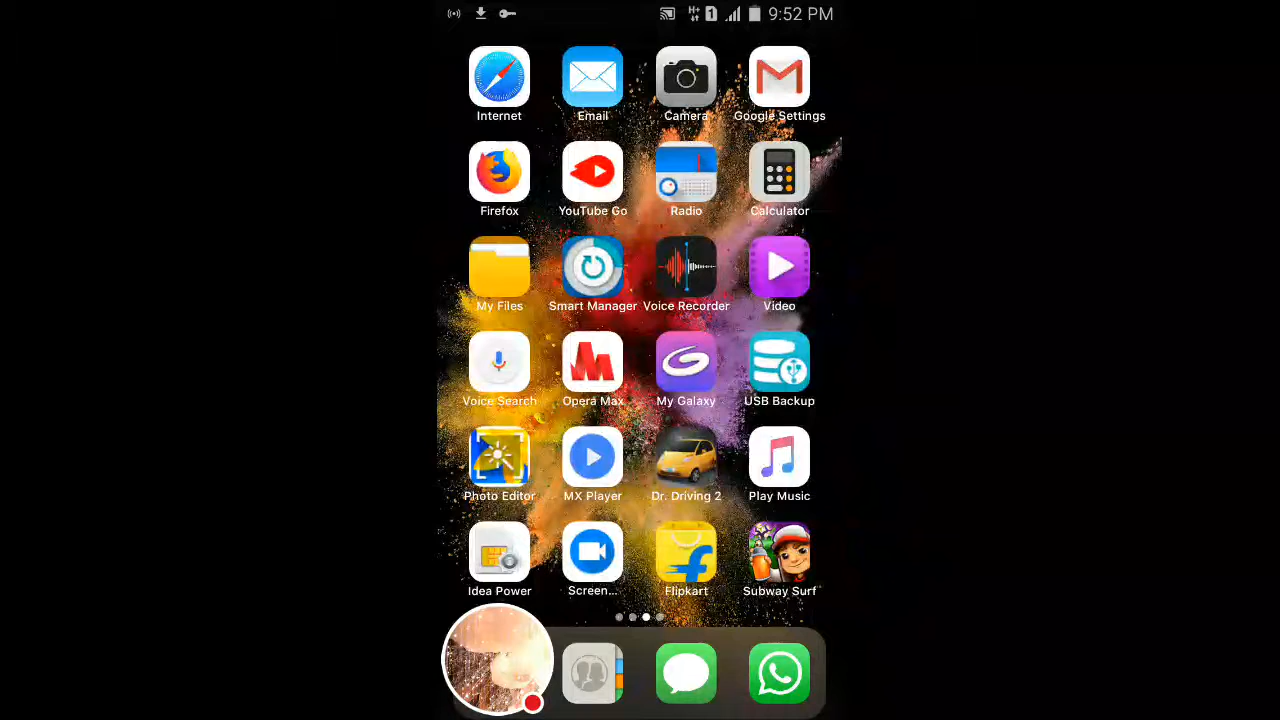 H+ 1 9:52 PM
Internet Email Camera Google Settings
Firefox YouTube Go Radio Calculator
My Files Smart Manager Voice Recorder Video
Voice Search Opera Max My Galaxy USB Backup
Photo Editor MX Player Dr. Driving 2 Play Music
Idea Power Screen... Flipkart Subway Surf